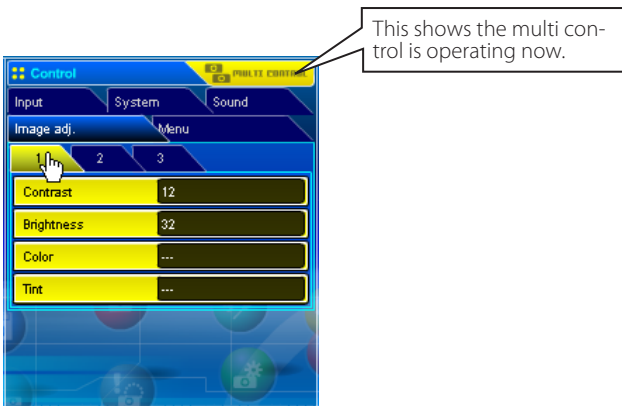 This shows the multi con-
trol is operating now.
Control MULTI CONTROL
Input System Sound
Image adj. Menu
1 2 3
Contrast 12
Brightness 32
Color ---
Tint ---